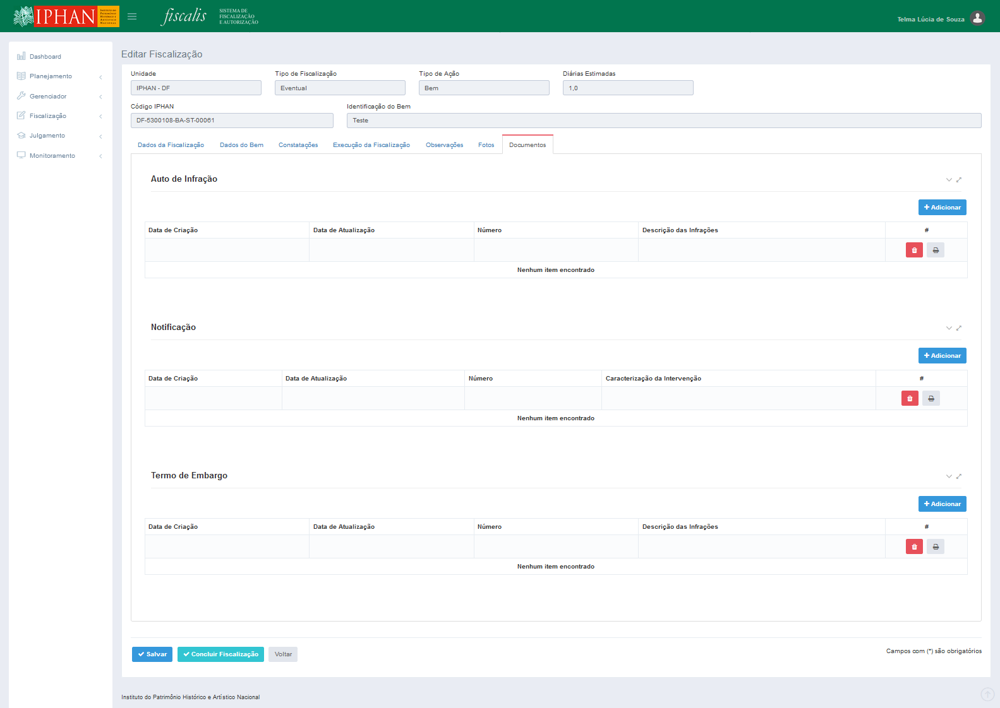 IPHAN
INSTITUTO DO
PATRIMÔNIO
HISTÓRICO E
ARTÍSTICO
NACIONAL
fiscalis
SISTEMA DE
FISCALIZAÇÃO
E AUTORIZAÇÃO
Telma Lúcia de Souza
Dashboard
Planejamento
Gerenciador
Fiscalização
Julgamento
Monitoramento
Editar Fiscalização
Unidade Tipo de Fiscalização Tipo de Ação Diárias Estimadas
IPHAN - DF Eventual Bem 1,0
Código IPHAN Identificação do Bem
DF-5300108-BA-ST-00061 Teste
Dados da Fiscalização Dados do Bem Constatações Execução da Fiscalização Observações Fotos Documentos
Auto de Infração
Adicionar
Data de Criação Data de Atualização Número Descrição das Infrações #
Nenhum item encontrado
Notificação
Adicionar
Data de Criação Data de Atualização Número Caracterização da Intervenção #
Nenhum item encontrado
Termo de Embargo
Adicionar
Data de Criação Data de Atualização Número Descrição das Infrações #
Nenhum item encontrado
Salvar Concluir Fiscalização Voltar Campos com (*) são obrigatórios
Instituto do Patrimônio Histórico e Artístico Nacional